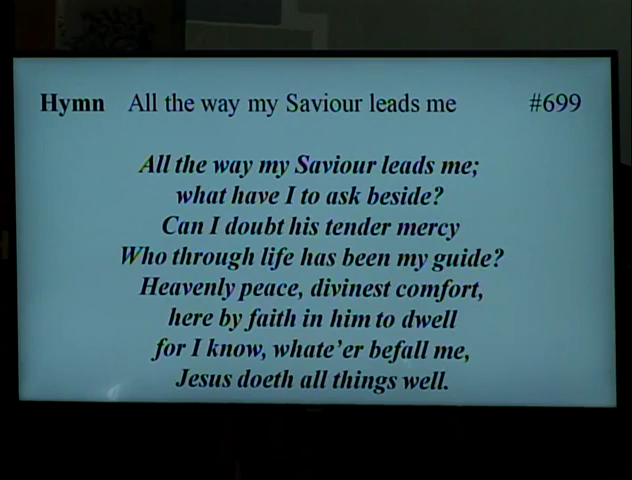 Hymn All the way my Saviour leads me #699
All the way my Saviour leads me;
what have I to ask beside?
Can I doubt his tender mercy
Who through life has been my guide?
Heavenly peace, divinest comfort,
here by faith in him to dwell
for I know, whate'er befall me,
Jesus doeth all things well.